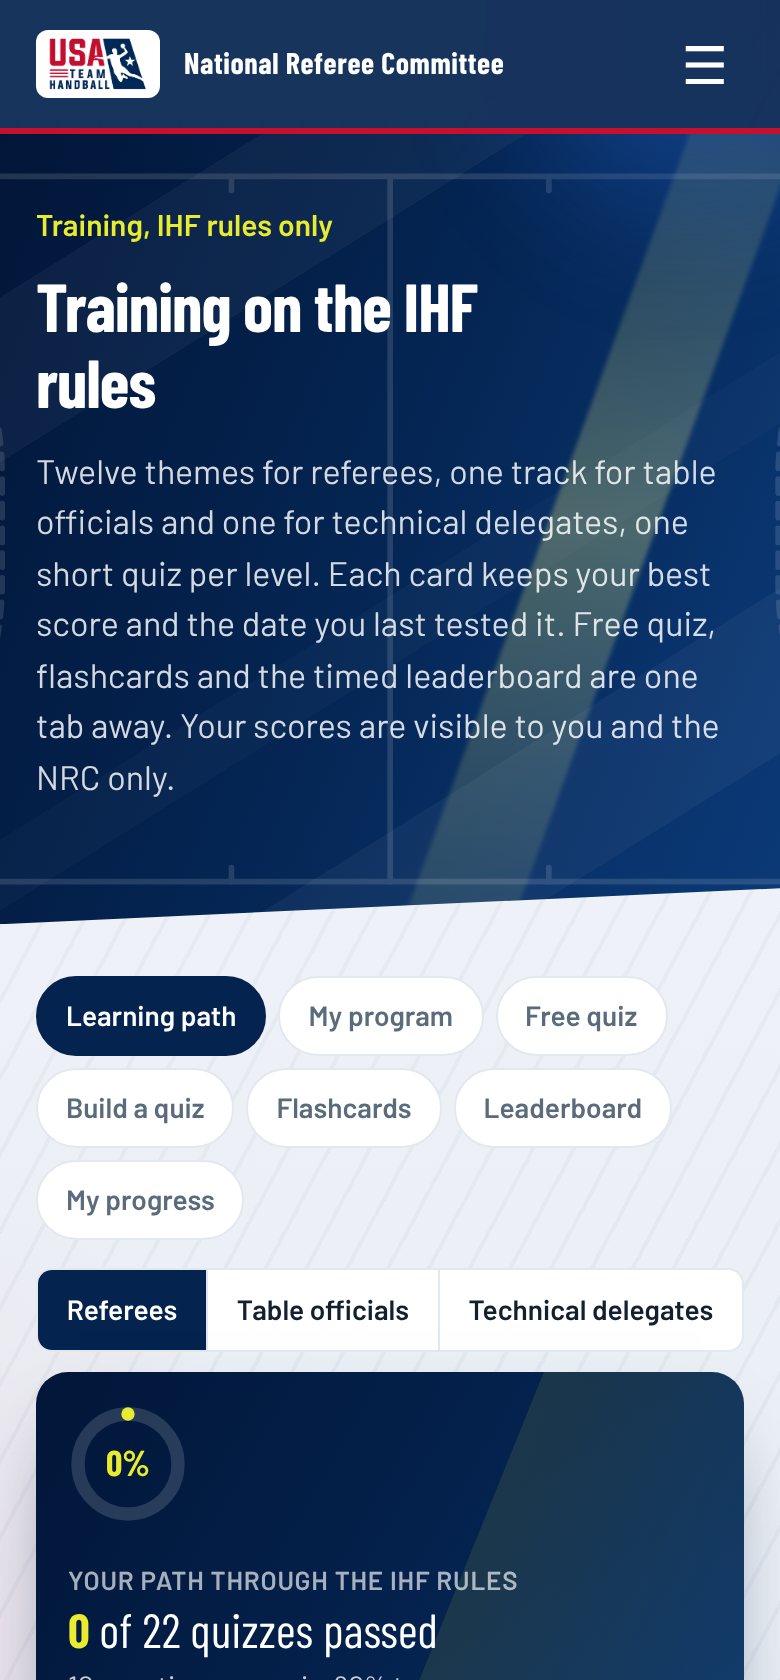 USA
TEAM
HANDBALL
National Referee Committee
Training, IHF rules only
Training on the IHF
rules
Twelve themes for referees, one track for table
officials and one for technical delegates, one
short quiz per level. Each card keeps your best
score and the date you last tested it. Free quiz,
flashcards and the timed leaderboard are one
tab away. Your scores are visible to you and the
NRC only.
Learning path
My program
Free quiz
Build a quiz
Flashcards
Leaderboard
My progress
Referees
Table officials
Technical delegates
0%
YOUR PATH THROUGH THE IHF RULES
0 of 22 quizzes passed